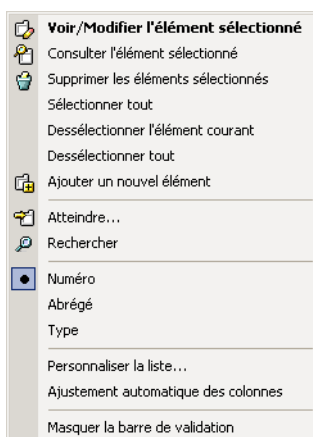 Voir/Modifier l'élément sélectionné
Consulter l'élément sélectionné
Supprimer les éléments sélectionnés
Sélectionner tout
Dessélectionner l'élément courant
Dessélectionner tout
Ajouter un nouvel élément
Atteindre...
Rechercher
Numéro
Abrégé
Type
Personnaliser la liste...
Ajustement automatique des colonnes
Masquer la barre de validation